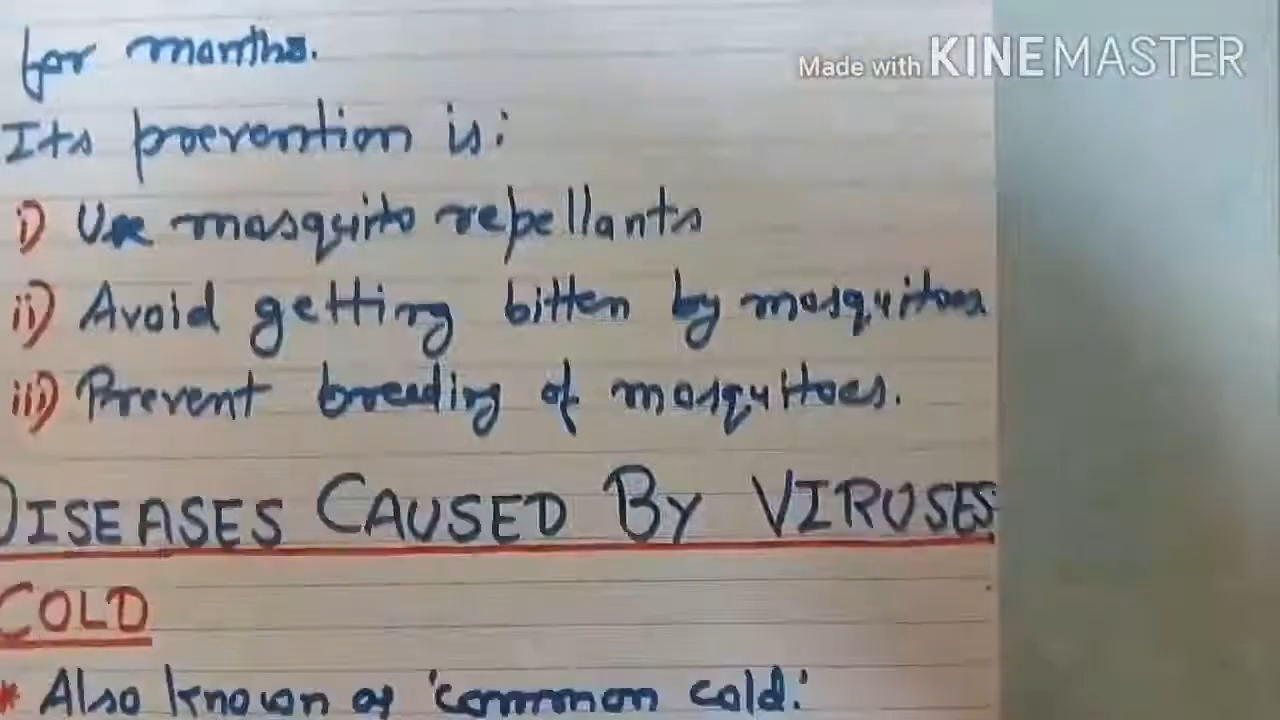 for months.
Made with KINEMASTER
Its prevention is:
i) Use mosquito repellants
ii) Avoid getting bitten by mosquitoes
iii) Prevent breeding of mosquitoes.
DISEASES CAUSED BY VIRUSES
COLD
* Also known as 'common cold.'